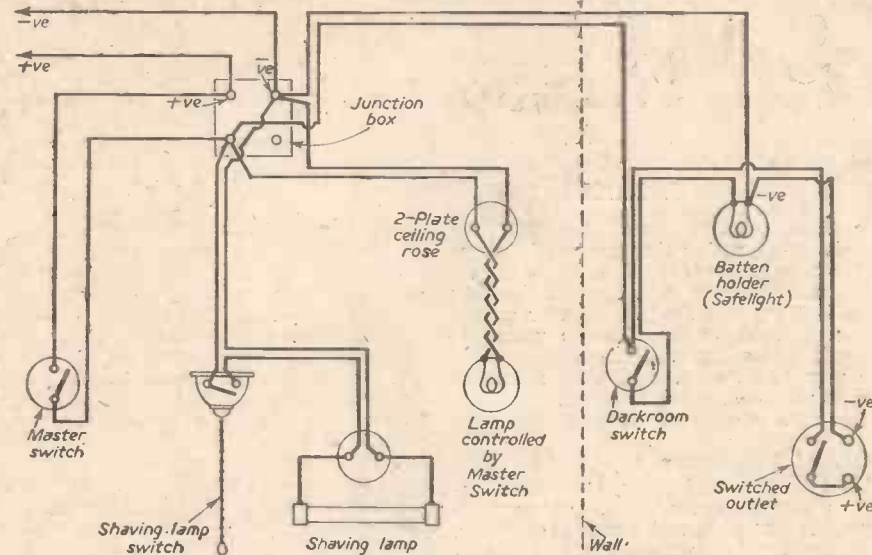 -ve
+ve
-ve
+ve
Junction
box
2-Plate
ceiling
rose
-ve
Batten
holder
(Safelight)
Master
switch
Lamp
controlled
by
Master
Switch
Darkroom
switch
-ve
Switched
outlet
+ve
Shaving lamp
switch
Shaving lamp
Wall.